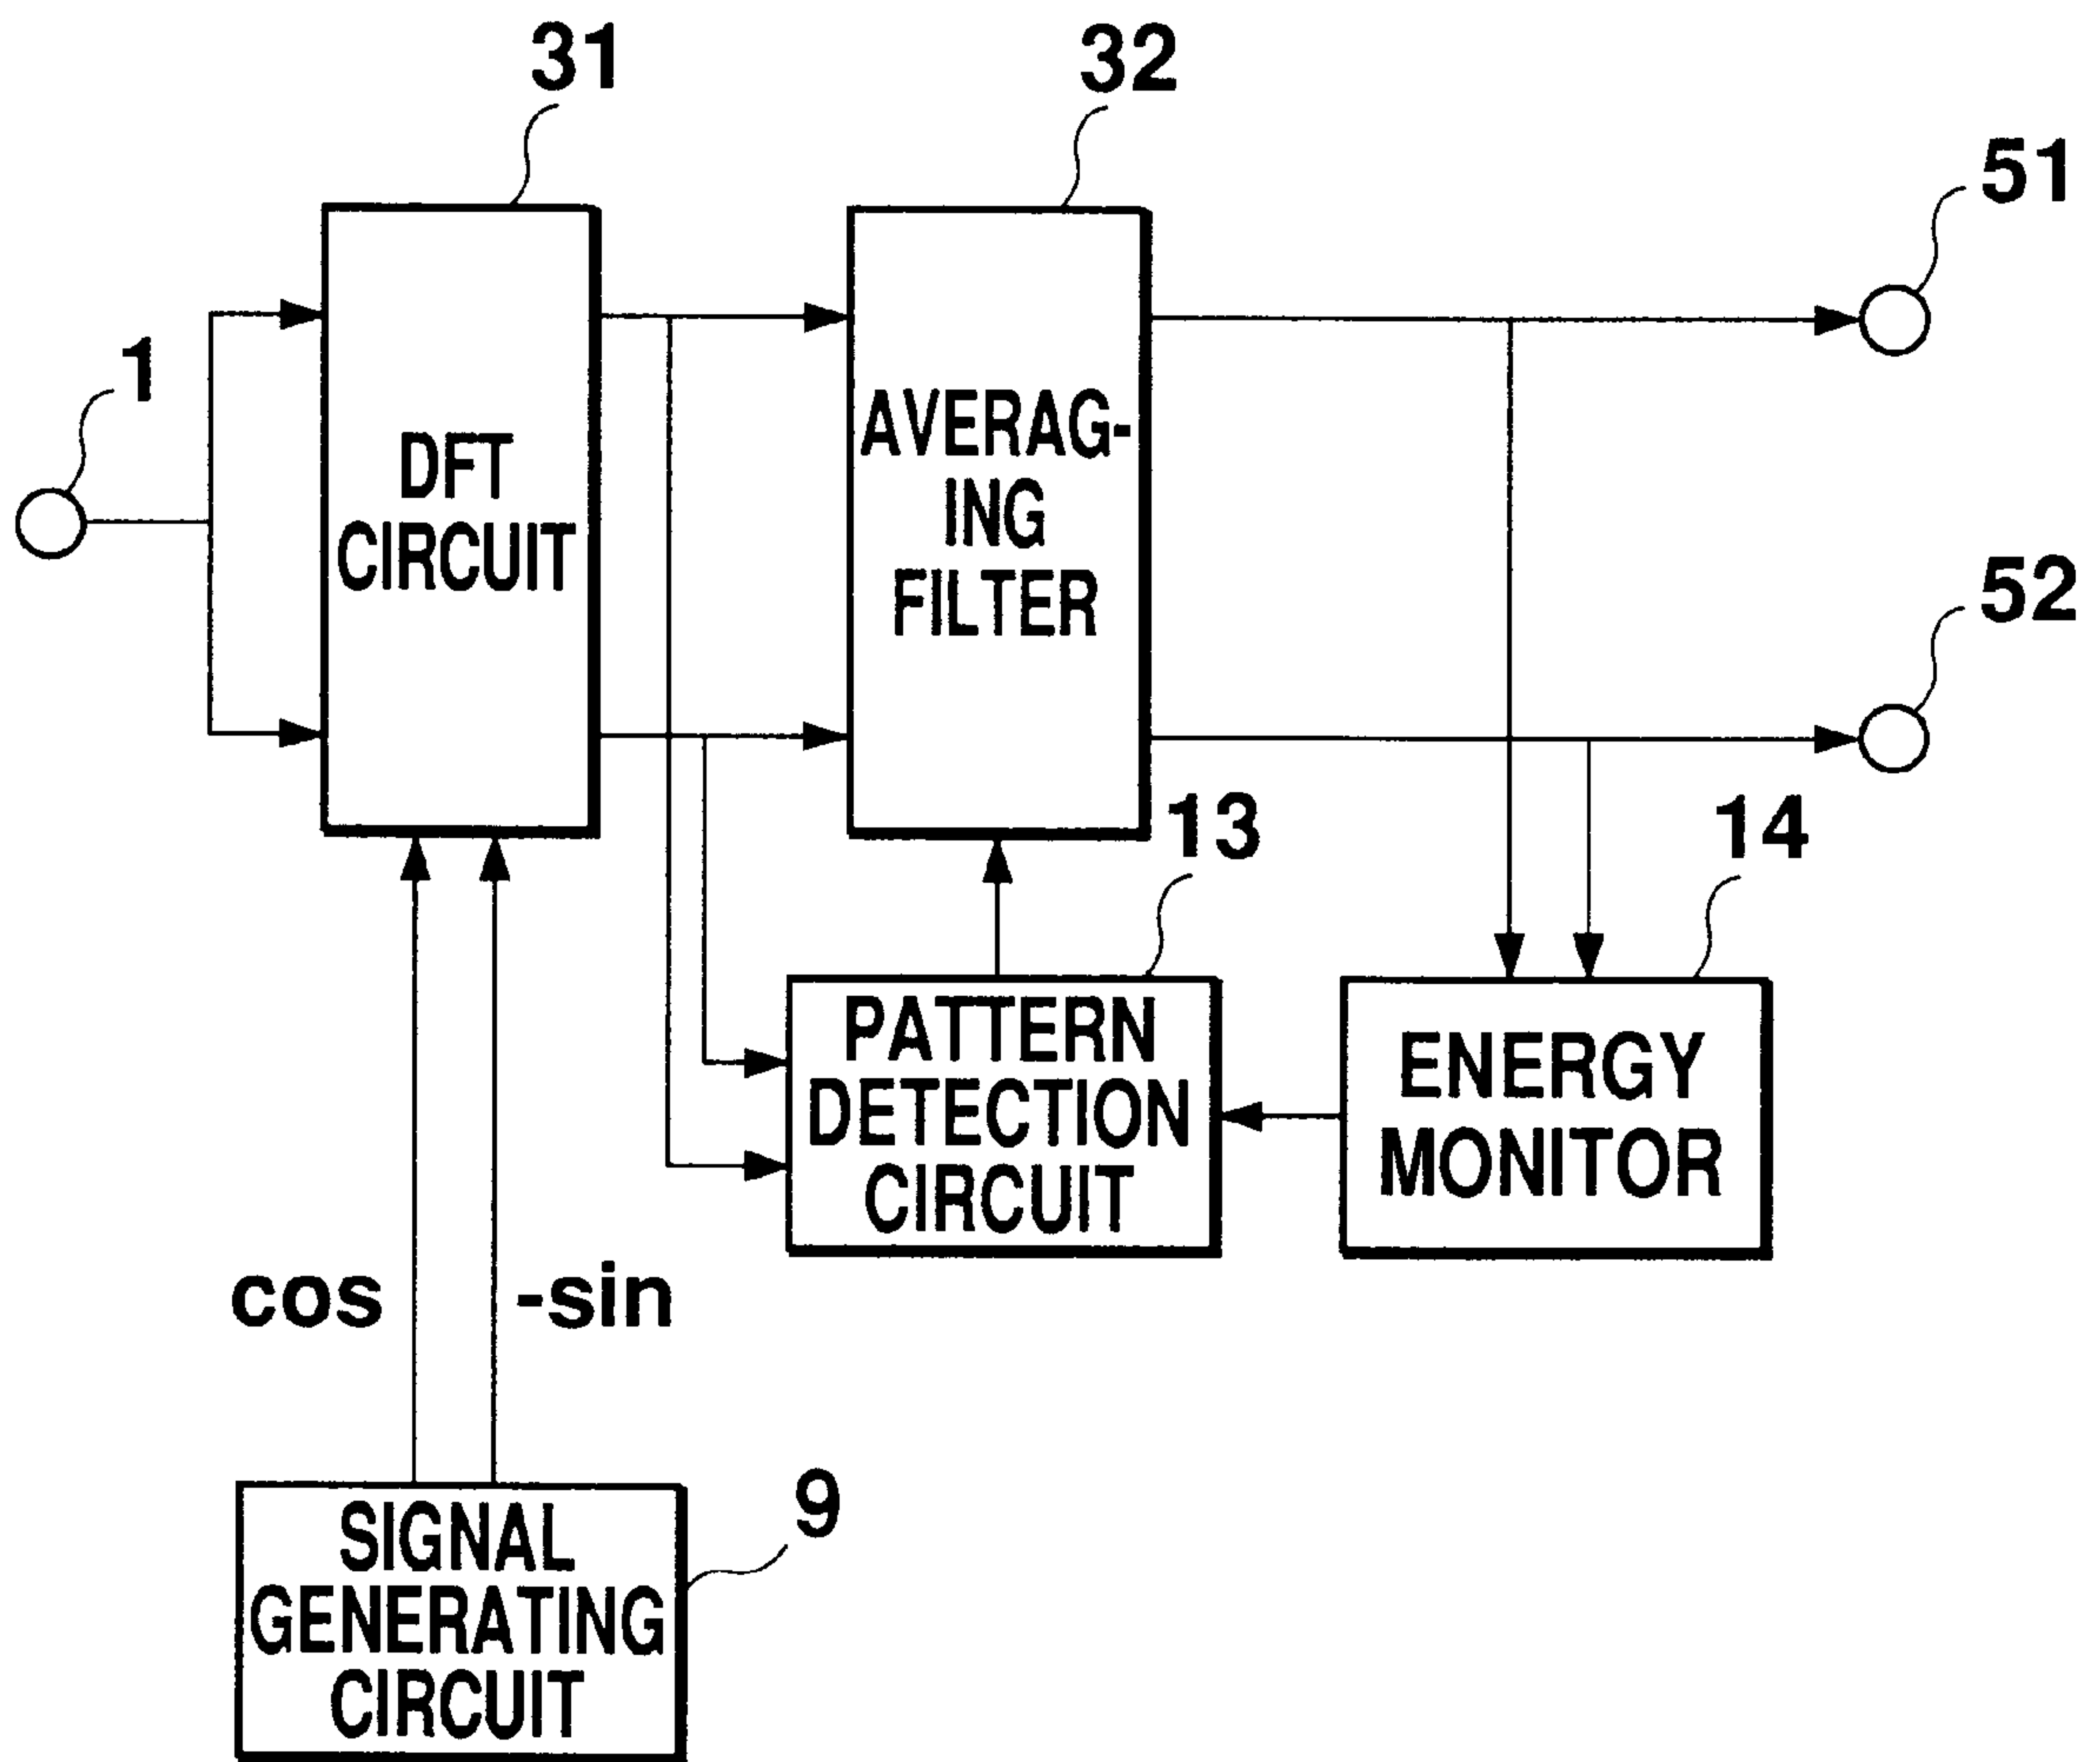 31
32
51
1
DFT
CIRCUIT
AVERAG-
ING
FILTER
52
13
14
PATTERN
DETECTION
CIRCUIT
ENERGY
MONITOR
cos
-sin
9
SIGNAL
GENERATING
CIRCUIT